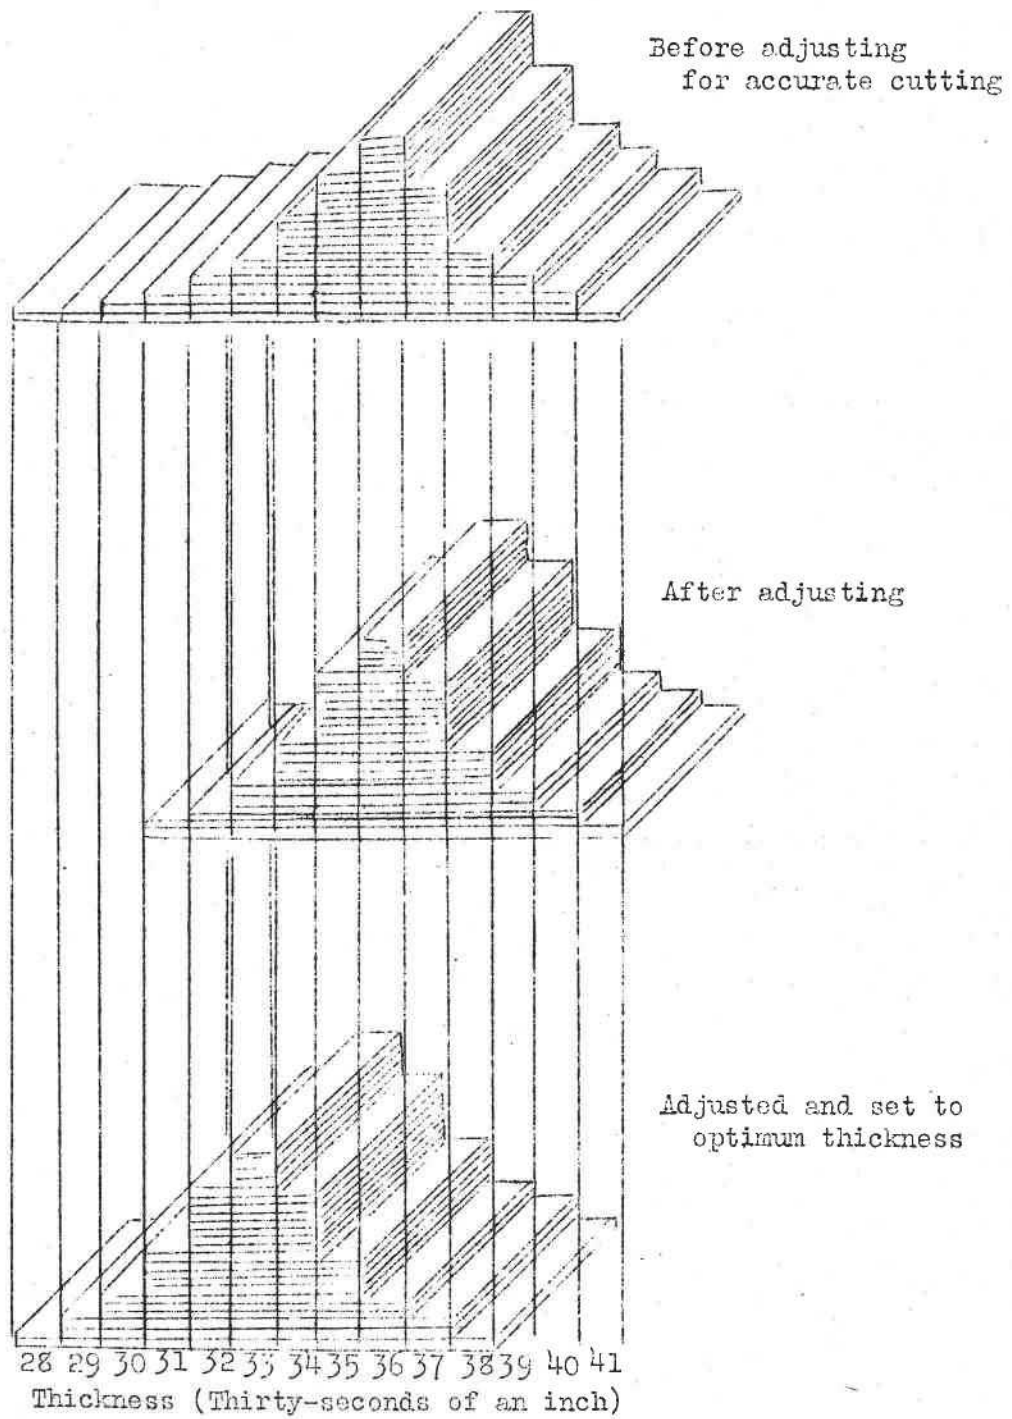 Before adjusting
for accurate cutting
After adjusting
Adjusted and set to
optimum thickness
28 29 30 31 32 33 34 35 36 37 38 39 40 41
Thickness (Thirty-seconds of an inch)